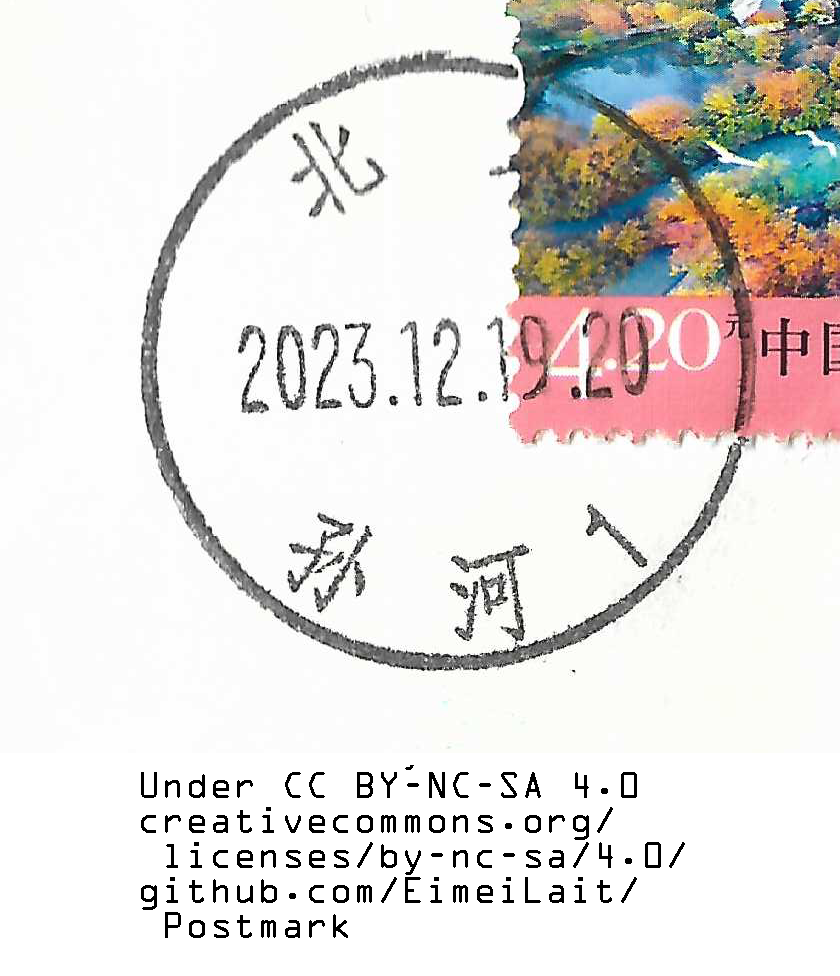 北
2023.12.19.20
4.20元 中国
孙河 1
Under CC BY-NC-SA 4.0
creativecommons.org/
licenses/by-nc-sa/4.0/
github.com/EimeiLait/
Postmark